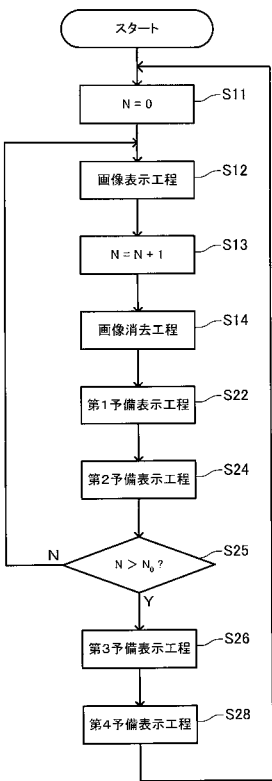 スタート
N = 0
S11
画像表示工程
S12
N = N + 1
S13
画像消去工程
S14
第1予備表示工程
S22
第2予備表示工程
S24
N > N₀ ?
S25
N
Y
第3予備表示工程
S26
第4予備表示工程
S28